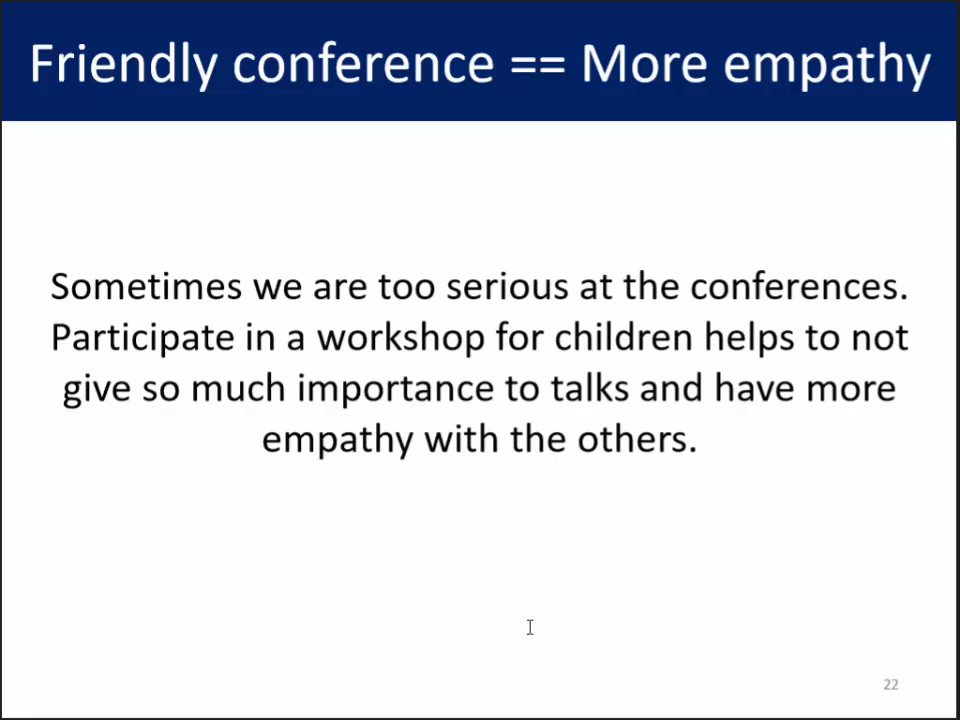 Friendly conference == More empathy
Sometimes we are too serious at the conferences.
Participate in a workshop for children helps to not
give so much importance to talks and have more
empathy with the others.
22